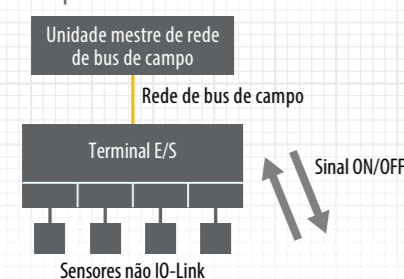 Unidade mestre de rede
de bus de campo
Rede de bus de campo
Terminal E/S
Sinal ON/OFF
Sensores não IO-Link